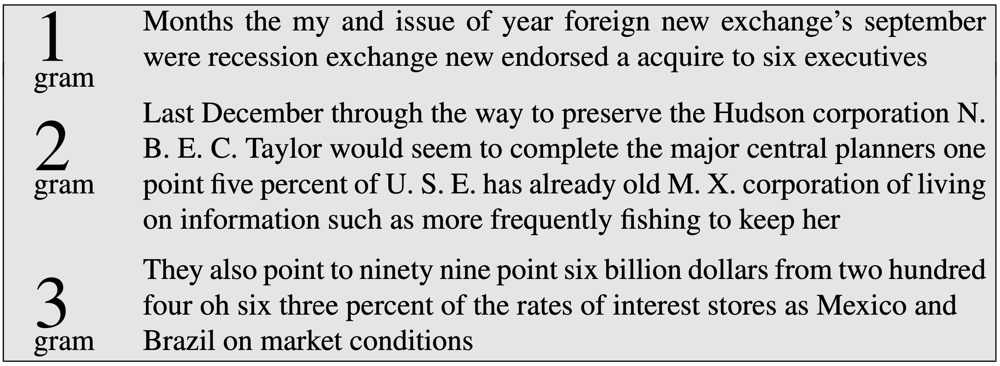 1
gram
Months the my and issue of year foreign new exchange’s september
were recession exchange new endorsed a acquire to six executives
2
gram
Last December through the way to preserve the Hudson corporation N.
B. E. C. Taylor would seem to complete the major central planners one
point five percent of U. S. E. has already old M. X. corporation of living
on information such as more frequently fishing to keep her
3
gram
They also point to ninety nine point six billion dollars from two hundred
four oh six three percent of the rates of interest stores as Mexico and
Brazil on market conditions